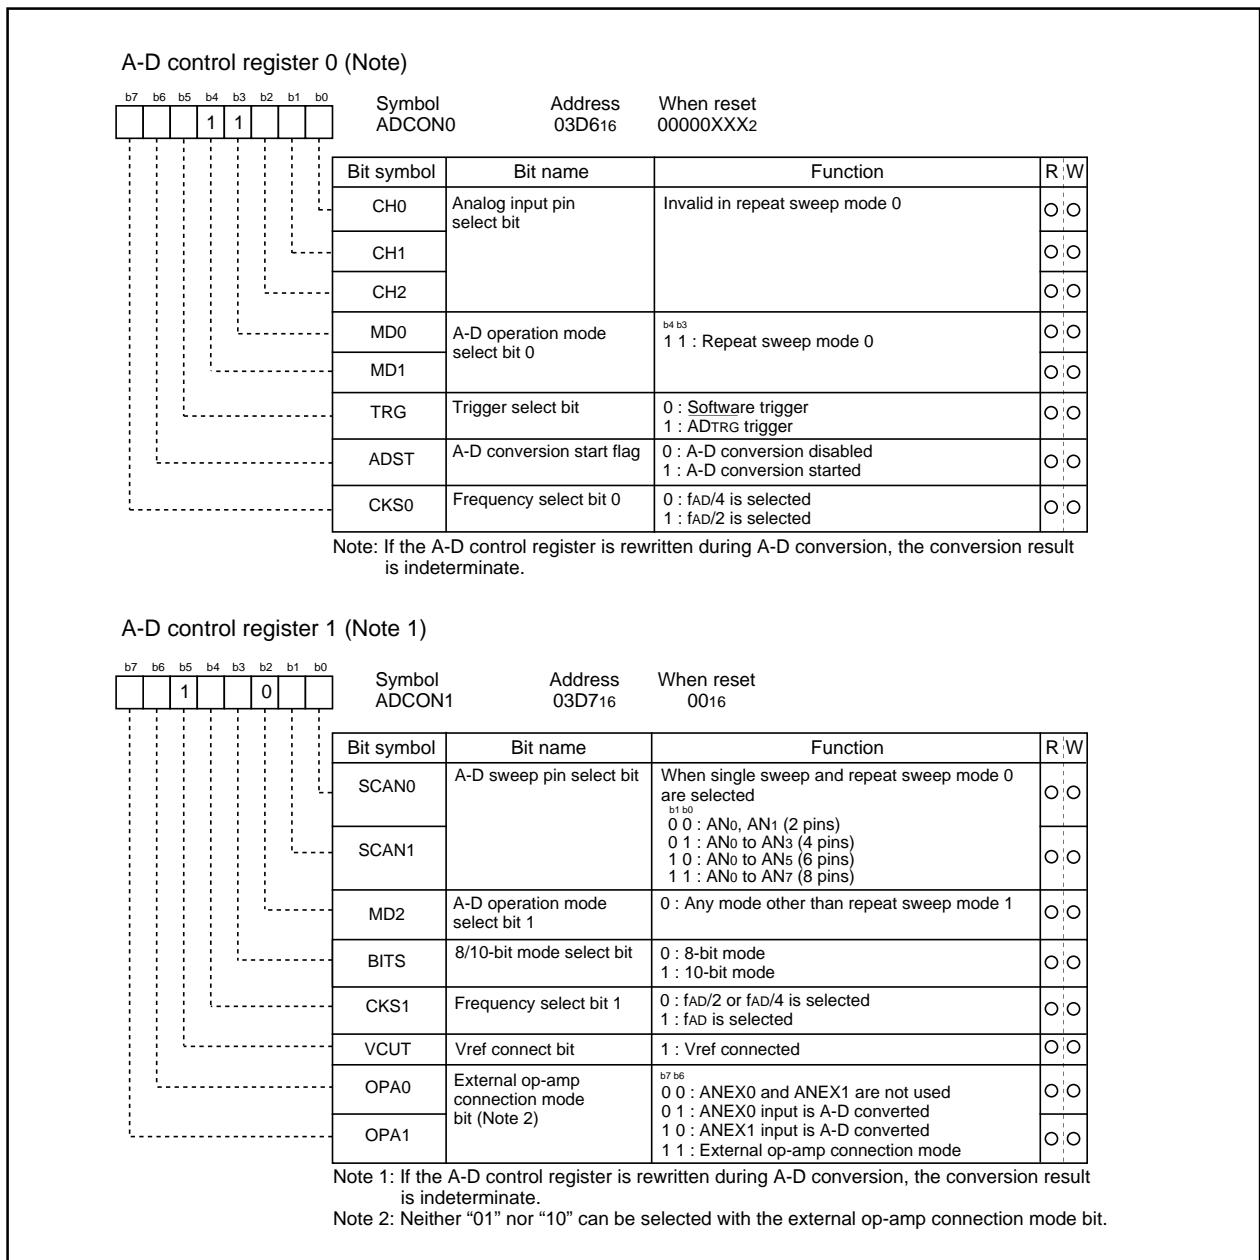 A-D control register 0 (Note)
b7 b6 b5 b4 b3 b2 b1 b0
1 1
Symbol Address When reset
ADCON0 03D616 00000XXX2
Bit symbol Bit name Function R W
CH0 Analog input pin select bit Invalid in repeat sweep mode 0
CH1
CH2
MD0 A-D operation mode select bit 0
b4 b3
1 1 : Repeat sweep mode 0
MD1
TRG Trigger select bit 0 : Software trigger
1 : ADTRG trigger
ADST A-D conversion start flag 0 : A-D conversion disabled
1 : A-D conversion started
CKS0 Frequency select bit 0 0 : fAD/4 is selected
1 : fAD/2 is selected
Note: If the A-D control register is rewritten during A-D conversion, the conversion result
is indeterminate.
A-D control register 1 (Note 1)
b7 b6 b5 b4 b3 b2 b1 b0
1 0
Symbol Address When reset
ADCON1 03D716 0016
Bit symbol Bit name Function R W
SCAN0 A-D sweep pin select bit When single sweep and repeat sweep mode 0
are selected
b1 b0
0 0 : AN0, AN1 (2 pins)
0 1 : AN0 to AN3 (4 pins)
SCAN1
1 0 : AN0 to AN5 (6 pins)
1 1 : AN0 to AN7 (8 pins)
MD2 A-D operation mode select bit 1 0 : Any mode other than repeat sweep mode 1
BITS 8/10-bit mode select bit 0 : 8-bit mode
1 : 10-bit mode
CKS1 Frequency select bit 1 0 : fAD/2 or fAD/4 is selected
1 : fAD is selected
VCUT Vref connect bit 1 : Vref connected
OPA0 External op-amp connection mode bit (Note 2)
b7 b6
0 0 : ANEX0 and ANEX1 are not used
0 1 : ANEX0 input is A-D converted
OPA1
1 0 : ANEX1 input is A-D converted
1 1 : External op-amp connection mode
Note 1: If the A-D control register is rewritten during A-D conversion, the conversion result
is indeterminate.
Note 2: Neither “01” nor “10” can be selected with the external op-amp connection mode bit.